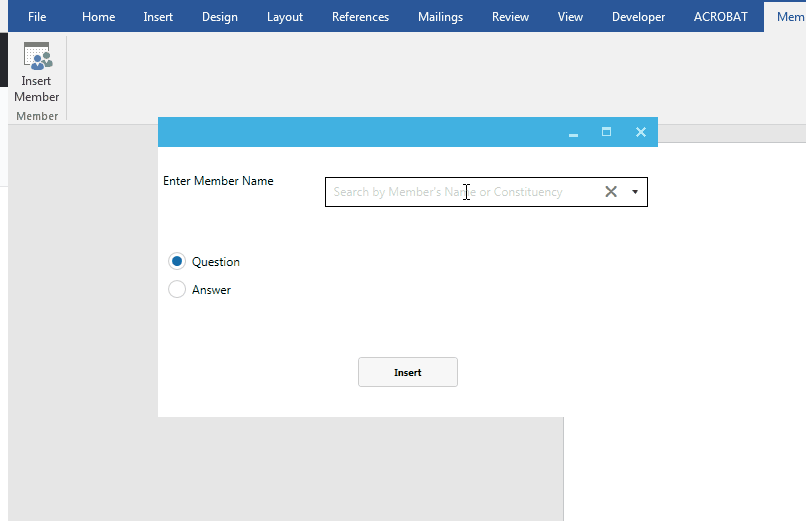 File Home Insert Design Layout References Mailings Review View Developer ACROBAT Mem
Insert
Member
Member
Enter Member Name
Search by Member's Name or Constituency
Question
Answer
Insert